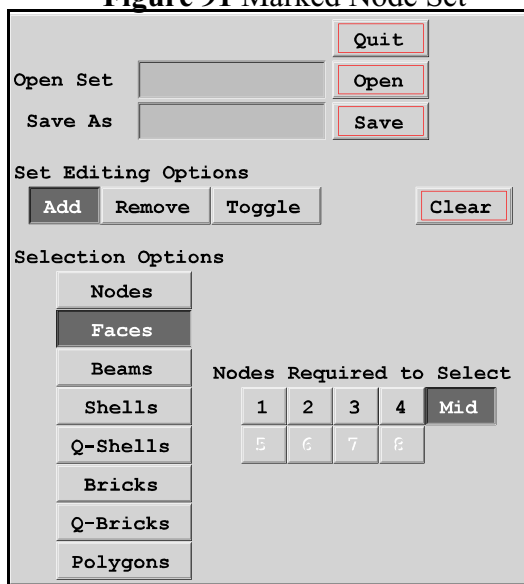 Figure 91 Marked Node Set
Quit
Open Set Open
Save As Save
Set Editing Options
Add Remove Toggle Clear
Selection Options
Nodes
Faces
Beams Nodes Required to Select
Shells 1 2 3 4 Mid
Q-Shells 5 6 7 8
Bricks
Q-Bricks
Polygons